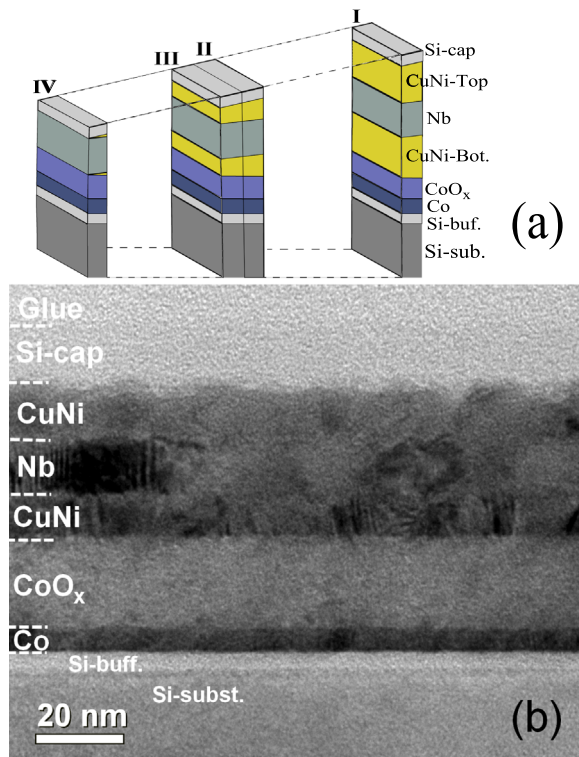 I
II
III
IV
Si-cap
CuNi-Top
Nb
CuNi-Bot.
CoOx
Co
Si-buf.
Si-sub.
(a)
Glue
Si-cap
CuNi
Nb
CuNi
CoOx
Co
Si-buff.
Si-subst.
20 nm
(b)